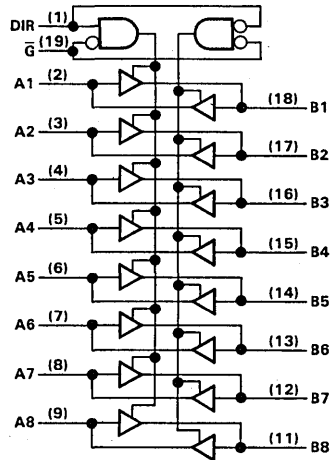 DIR (1)
G̅ (19)
A1 (2) (18) B1
A2 (3) (17) B2
A3 (4) (16) B3
A4 (5) (15) B4
A5 (6) (14) B5
A6 (7) (13) B6
A7 (8) (12) B7
A8 (9) (11) B8